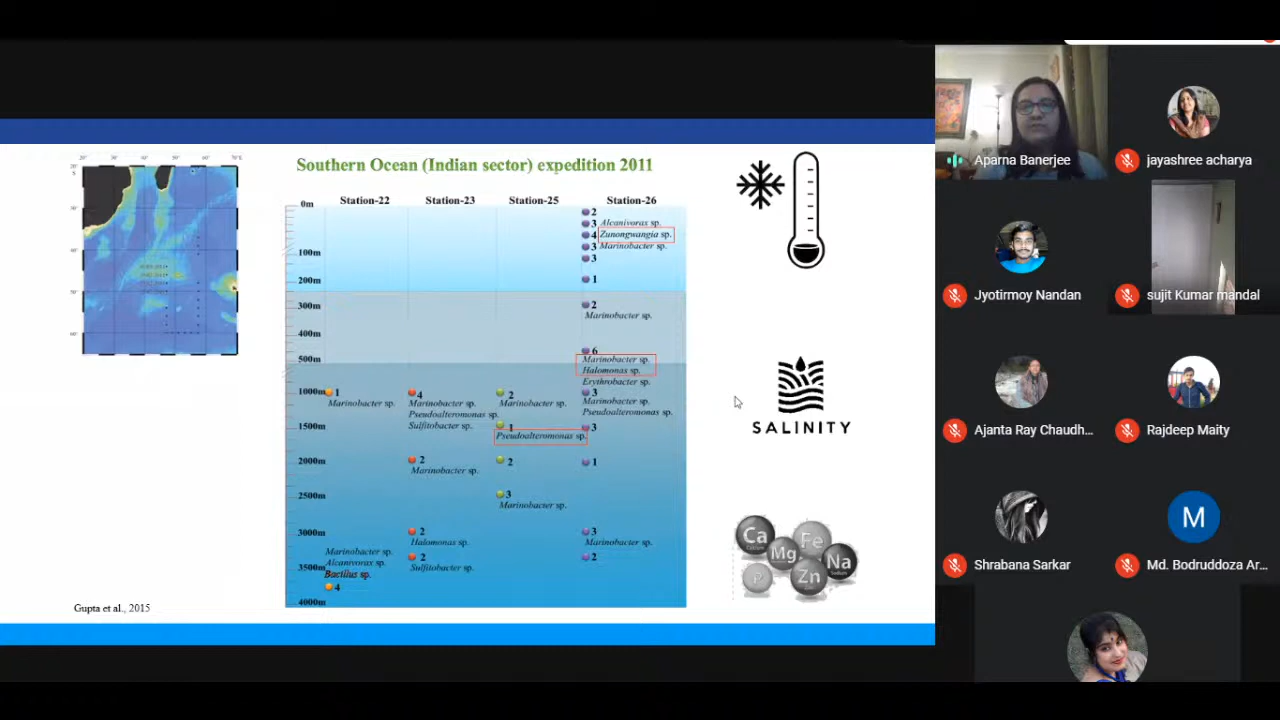 Southern Ocean (Indian sector) expedition 2011
Station-22
Station-23
Station-25
Station-26
0m
100m
200m
300m
400m
500m
1000m
1500m
2000m
2500m
3000m
3500m
4000m
1
Marinobacter sp.
Marinobacter sp.
Alcanivorax sp.
Bacillus sp.
4
4
Marinobacter sp.
Pseudoalteromonas sp.
Sulfitobacter sp.
2
Marinobacter sp.
2
Halomonas sp.
2
Sulfitobacter sp.
2
Marinobacter sp.
1
Pseudoalteromonas sp.
2
3
Marinobacter sp.
2
3 Alcanivorax sp.
4 Zunongwangia sp.
3 Marinobacter sp.
3
1
2
Marinobacter sp.
6
Marinobacter sp.
Halomonas sp.
Erythrobacter sp.
3
Marinobacter sp.
Pseudoalteromonas sp.
3
1
3
Marinobacter sp.
2
Gupta et al., 2015
SALINITY
Ca
Mg
Fe
Na
P
Zn
Aparna Banerjee
jayashree acharya
Jyotirmoy Nandan
sujit Kumar mandal
Ajanta Ray Chaudh...
Rajdeep Maity
M
Shrabana Sarkar
Md. Bodruddoza Ar...